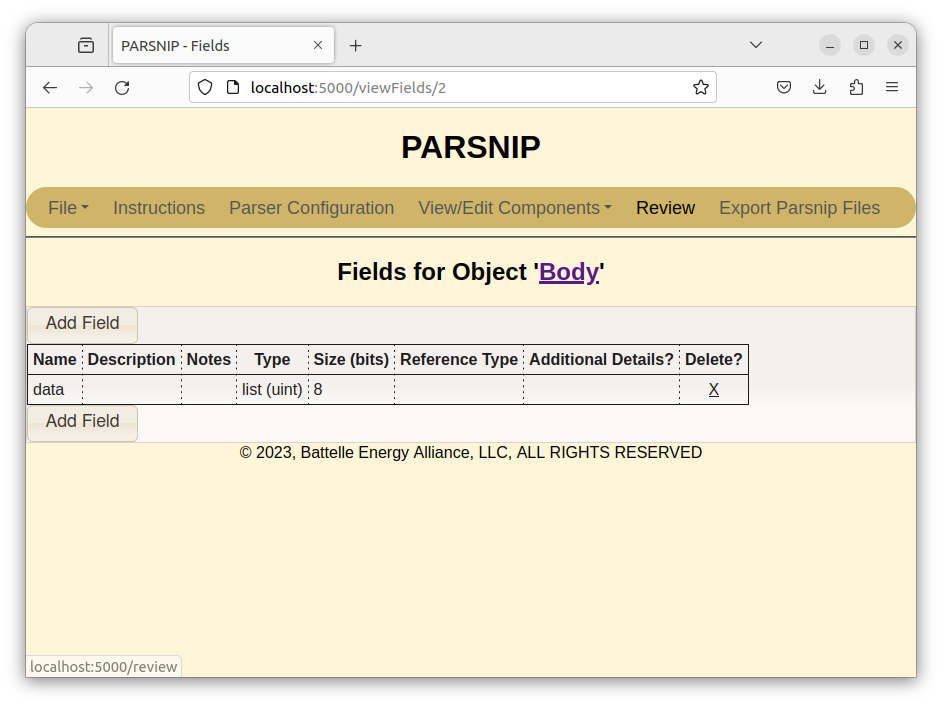 PARSNIP - Fields
localhost:5000/viewFields/2
PARSNIP
File Instructions Parser Configuration View/Edit Components Review Export Parsnip Files
Fields for Object 'Body'
Add Field
Name Description Notes Type Size (bits) Reference Type Additional Details? Delete?
data list (uint) 8 X
Add Field
© 2023, Battelle Energy Alliance, LLC, ALL RIGHTS RESERVED
localhost:5000/review